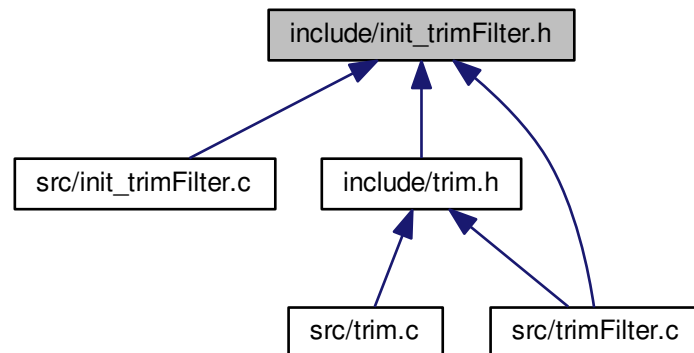 include/init_trimFilter.h
src/init_trimFilter.c
include/trim.h
src/trim.c
src/trimFilter.c